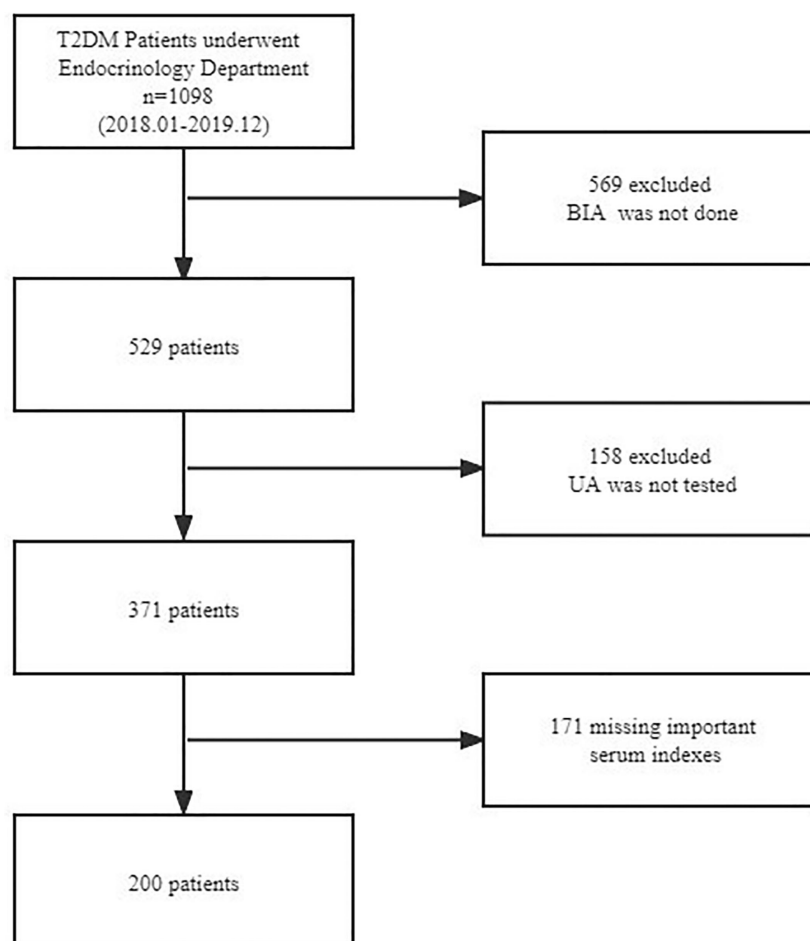 T2DM Patients underwent
Endocrinology Department
n=1098
(2018.01-2019.12)
569 excluded
BIA was not done
529 patients
158 excluded
UA was not tested
371 patients
171 missing important
serum indexes
200 patients